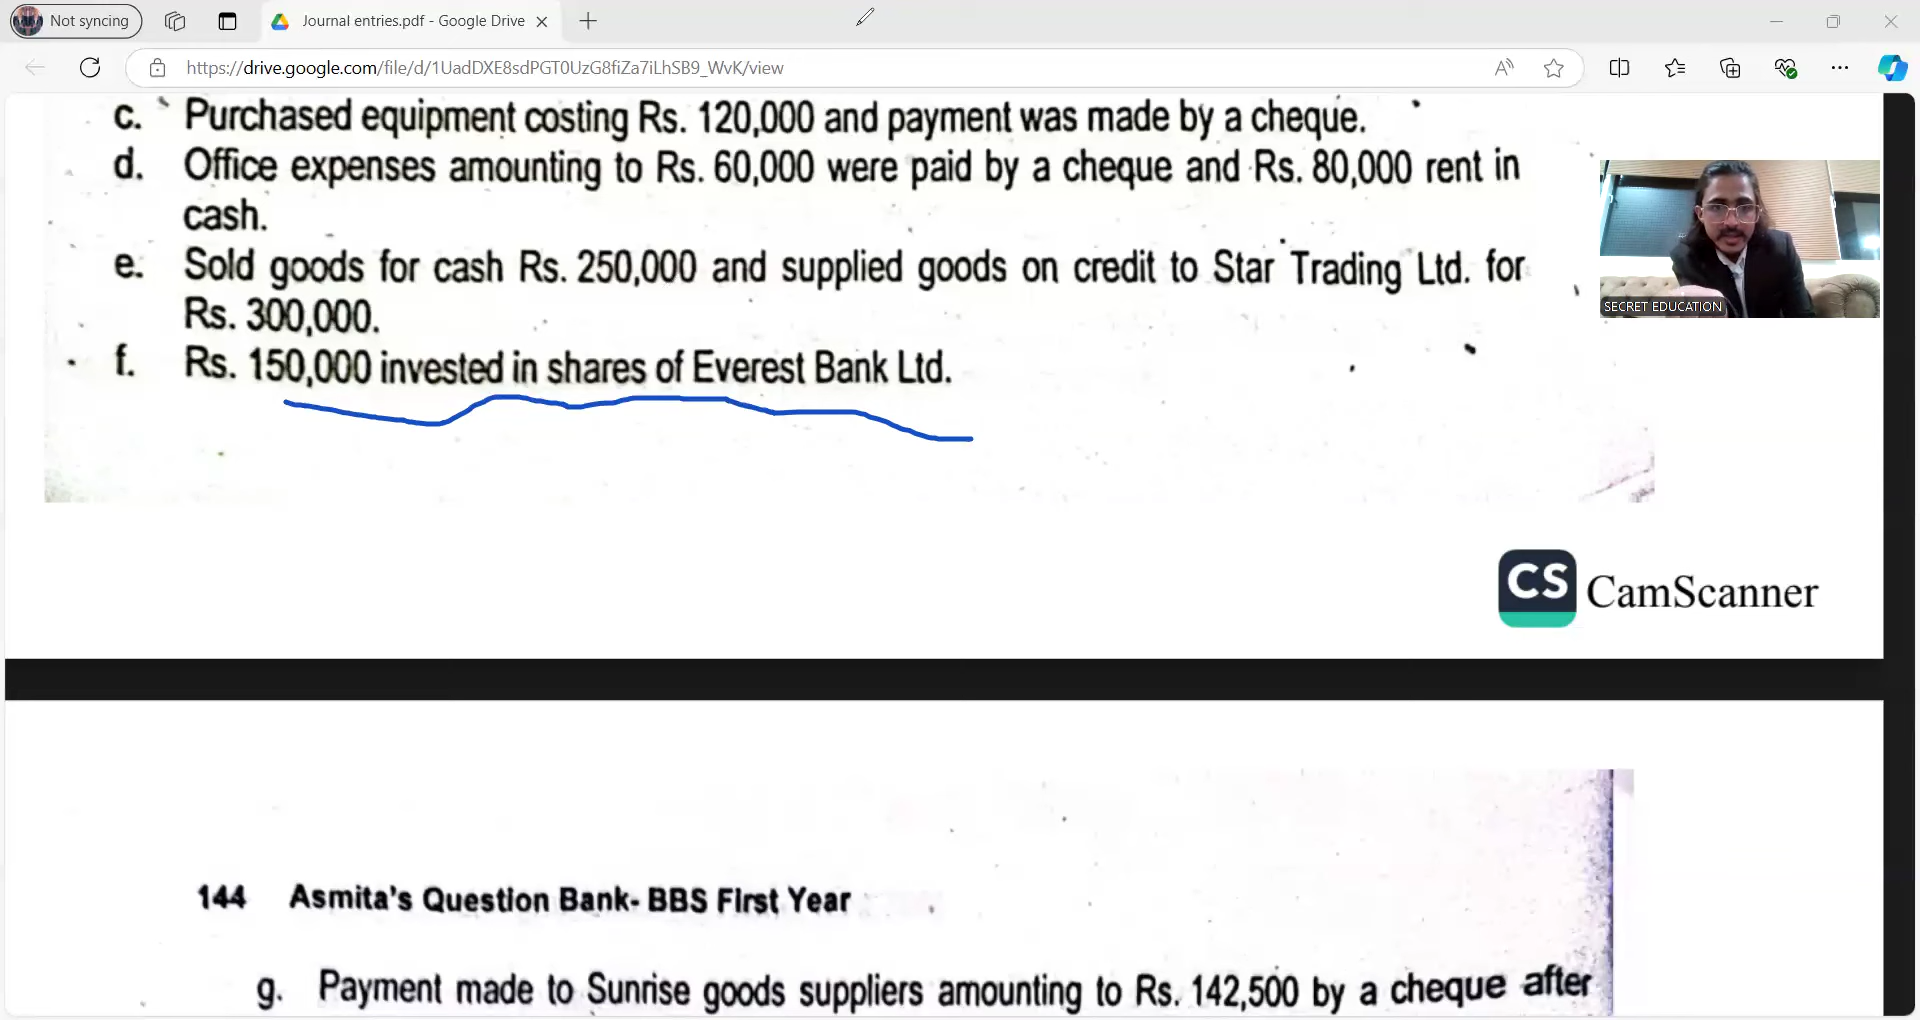 Not syncing
Journal entries.pdf - Google Drive
https://drive.google.com/file/d/1UadDXE8sdPGT0UzG8fiZa7iLhSB9_WvK/view
c. Purchased equipment costing Rs. 120,000 and payment was made by a cheque.
d. Office expenses amounting to Rs. 60,000 were paid by a cheque and Rs. 80,000 rent in
cash.
e. Sold goods for cash Rs. 250,000 and supplied goods on credit to Star Trading Ltd. for
Rs. 300,000.
f. Rs. 150,000 invested in shares of Everest Bank Ltd.
SECRET EDUCATION
CS CamScanner
144 Asmita's Question Bank- BBS First Year
g. Payment made to Sunrise goods suppliers amounting to Rs. 142,500 by a cheque after